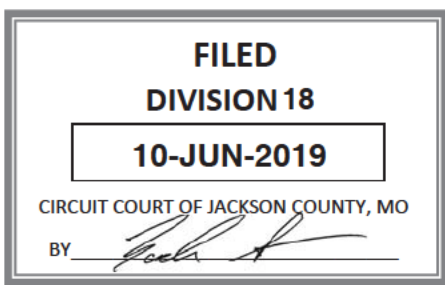 FILED
DIVISION 18
10-JUN-2019
CIRCUIT COURT OF JACKSON COUNTY, MO
BY